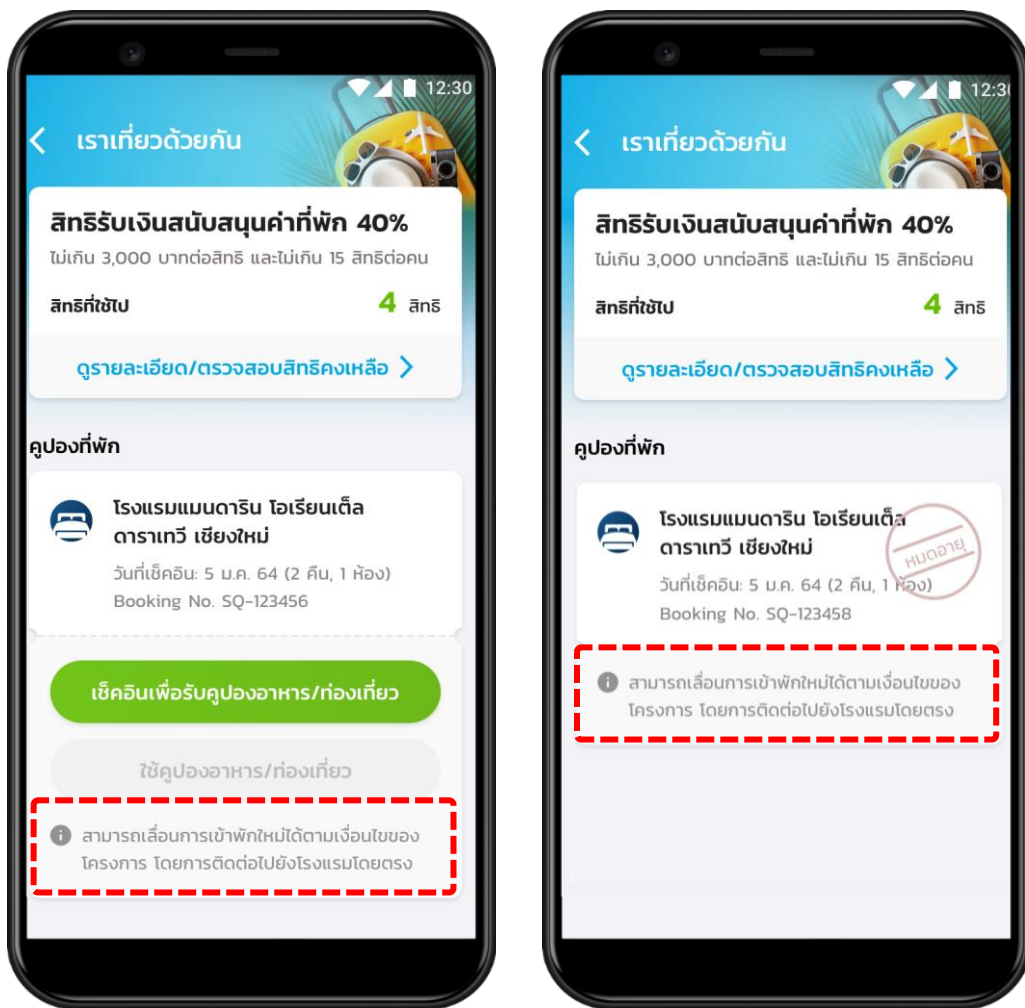 12:30
เราเที่ยวด้วยกัน
สิทธิรับเงินสนับสนุนค่าที่พัก 40%
ไม่เกิน 3,000 บาทต่อสิทธิ และไม่เกิน 15 สิทธิต่อคน
สิทธิที่ใช้ไป 4 สิทธิ
ดูรายละเอียด/ตรวจสอบสิทธิคงเหลือ
คูปองที่พัก
โรงแรมแมนดาริน โอเรียนเต็ล
ดาราเทวี เชียงใหม่
วันที่เช็คอิน: 5 ม.ค. 64 (2 คืน, 1 ห้อง)
Booking No. SQ-123456
เช็คอินเพื่อรับคูปองอาหาร/ท่องเที่ยว
ใช้คูปองอาหาร/ท่องเที่ยว
สามารถเลื่อนการเข้าพักใหม่ได้ตามเงื่อนไขของ
โครงการ โดยการติดต่อไปยังโรงแรมโดยตรง
12:30
เราเที่ยวด้วยกัน
สิทธิรับเงินสนับสนุนค่าที่พัก 40%
ไม่เกิน 3,000 บาทต่อสิทธิ และไม่เกิน 15 สิทธิต่อคน
สิทธิที่ใช้ไป 4 สิทธิ
ดูรายละเอียด/ตรวจสอบสิทธิคงเหลือ
คูปองที่พัก
โรงแรมแมนดาริน โอเรียนเต็ล
ดาราเทวี เชียงใหม่
หมดอายุ
วันที่เช็คอิน: 5 ม.ค. 64 (2 คืน, 1 ห้อง)
Booking No. SQ-123458
สามารถเลื่อนการเข้าพักใหม่ได้ตามเงื่อนไขของ
โครงการ โดยการติดต่อไปยังโรงแรมโดยตรง